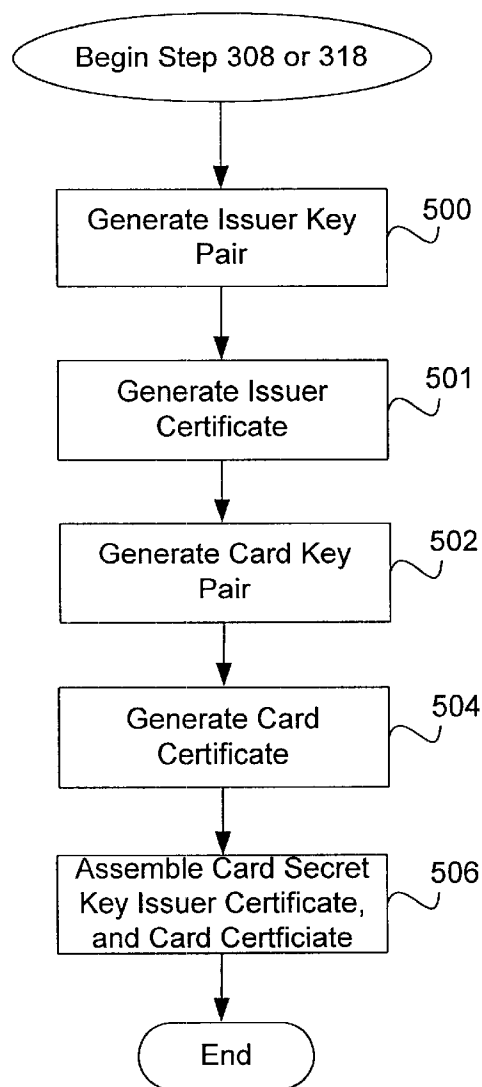 Begin Step 308 or 318
Generate Issuer Key
Pair
500
Generate Issuer
Certificate
501
Generate Card Key
Pair
502
Generate Card
Certificate
504
Assemble Card Secret
Key Issuer Certificate,
and Card Certficiate
506
End